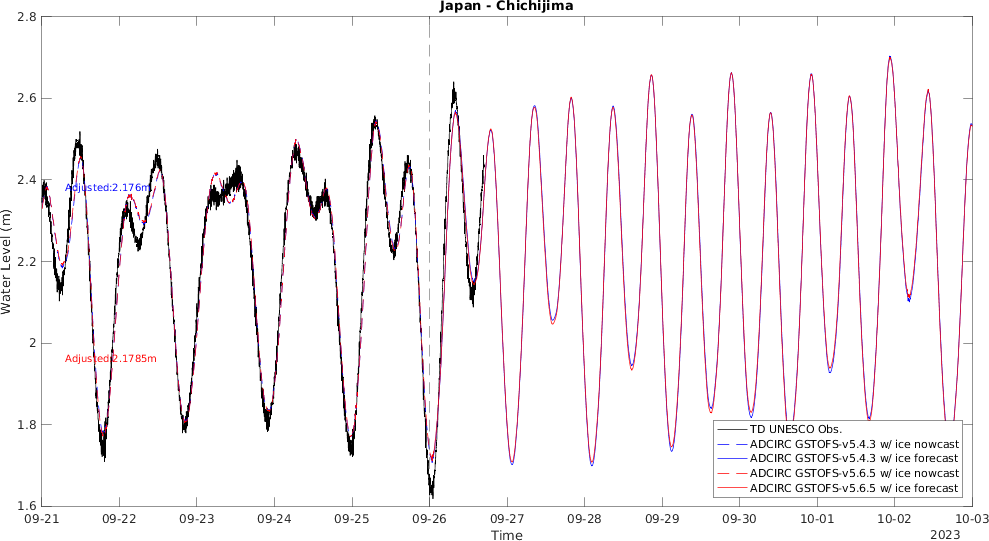 Japan - Chichijima
2.8
2.6
2.4
2.2
2
1.8
1.6
Water Level (m)
Adjusted:2.176m
Adjusted:2.1785m
TD UNESCO Obs.
ADCIRC GSTOFS-v5.4.3 w/ ice nowcast
ADCIRC GSTOFS-v5.4.3 w/ ice forecast
ADCIRC GSTOFS-v5.6.5 w/ ice nowcast
ADCIRC GSTOFS-v5.6.5 w/ ice forecast
09-21 09-22 09-23 09-24 09-25 09-26 09-27 09-28 09-29 09-30 10-01 10-02 10-03
Time
2023